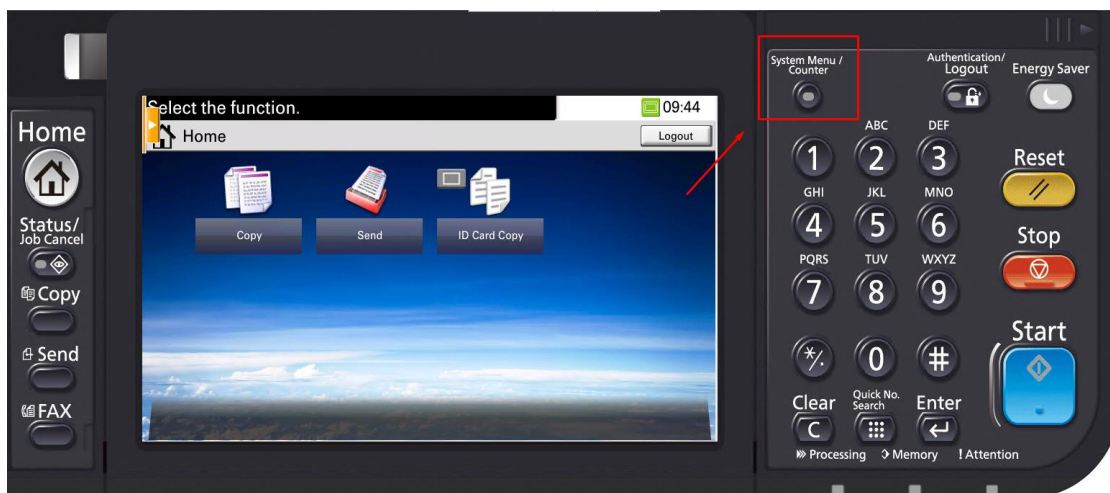 System Menu /
Counter
Authentication/
Logout
Energy Saver
Select the function.
09:44
Home
Logout
Copy
Send
ID Card Copy
Home
Status/
Job Cancel
Copy
Send
FAX
ABC
DEF
1
2
3
GHI
JKL
MNO
4
5
6
PQRS
TUV
WXYZ
7
8
9
*/.
0
#
Clear
Quick No.
Search
Enter
C
Processing
Memory
! Attention
Reset
Stop
Start